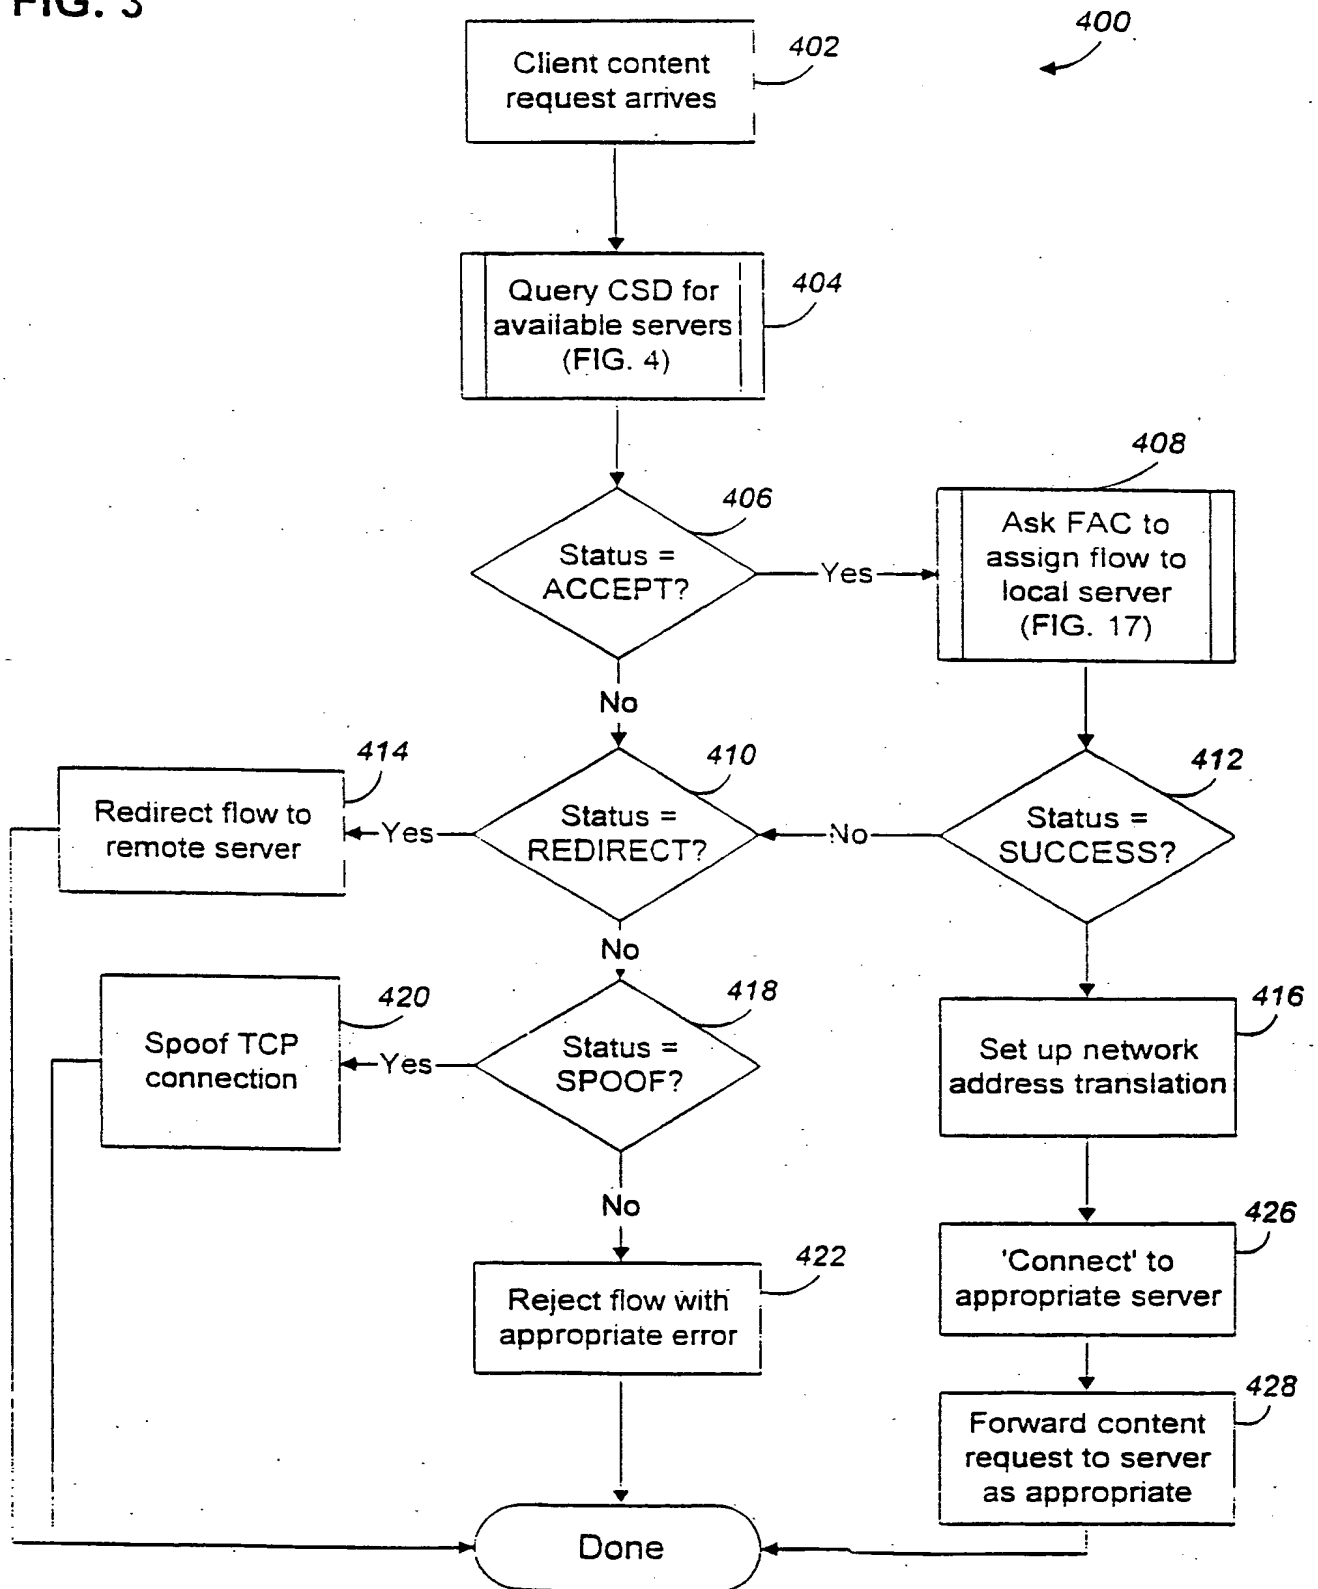 FIG. 3
400
402
Client content
request arrives
404
Query CSD for
available servers
(FIG. 4)
406
Status =
ACCEPT?
Yes
408
Ask FAC to
assign flow to
local server
(FIG. 17)
No
414
Redirect flow to
remote server
Yes
410
Status =
REDIRECT?
No
412
Status =
SUCCESS?
No
420
Spoof TCP
connection
Yes
418
Status =
SPOOF?
416
Set up network
address translation
No
422
Reject flow with
appropriate error
426
'Connect' to
appropriate server
428
Forward content
request to server
as appropriate
Done